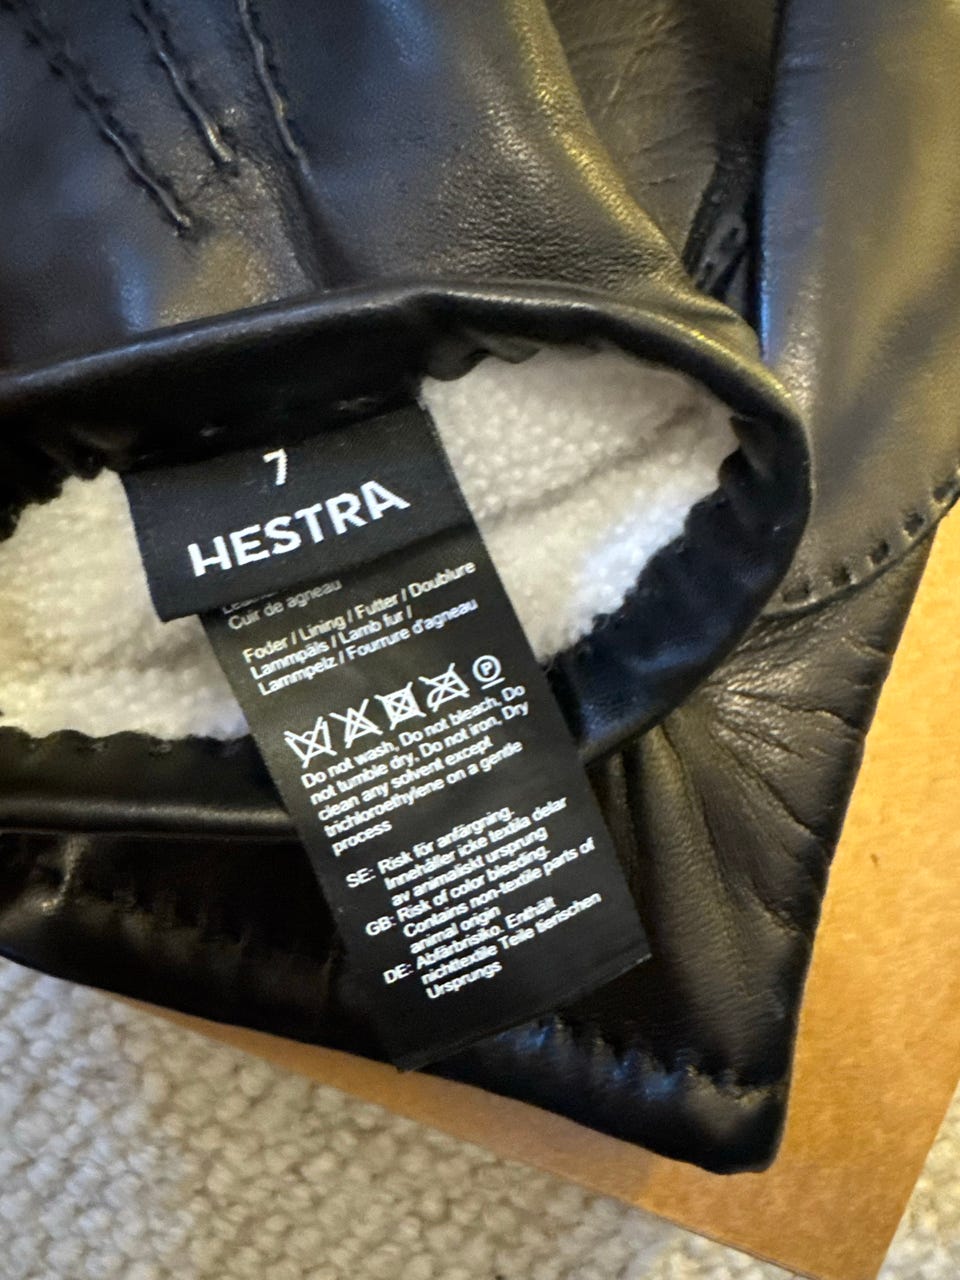 7
HESTRA
Cuir de agneau
Foder / Lining / Futter / Doublure
Lammpäls / Lamb fur /
Lammpelz / Fourrure d'agneau
P
Do not wash, Do not bleach, Do
not tumble dry, Do not iron, Dry
clean any solvent except
trichloroethylene on a gentle
process
SE: Risk för anfärgning.
Innehåller icke textila delar
av animaliskt ursprung
GB: Risk of color bleeding.
Contains non-textile parts of
animal origin
DE: Abfärbrisiko. Enthält
nichttextile Teile tierischen
Ursprungs